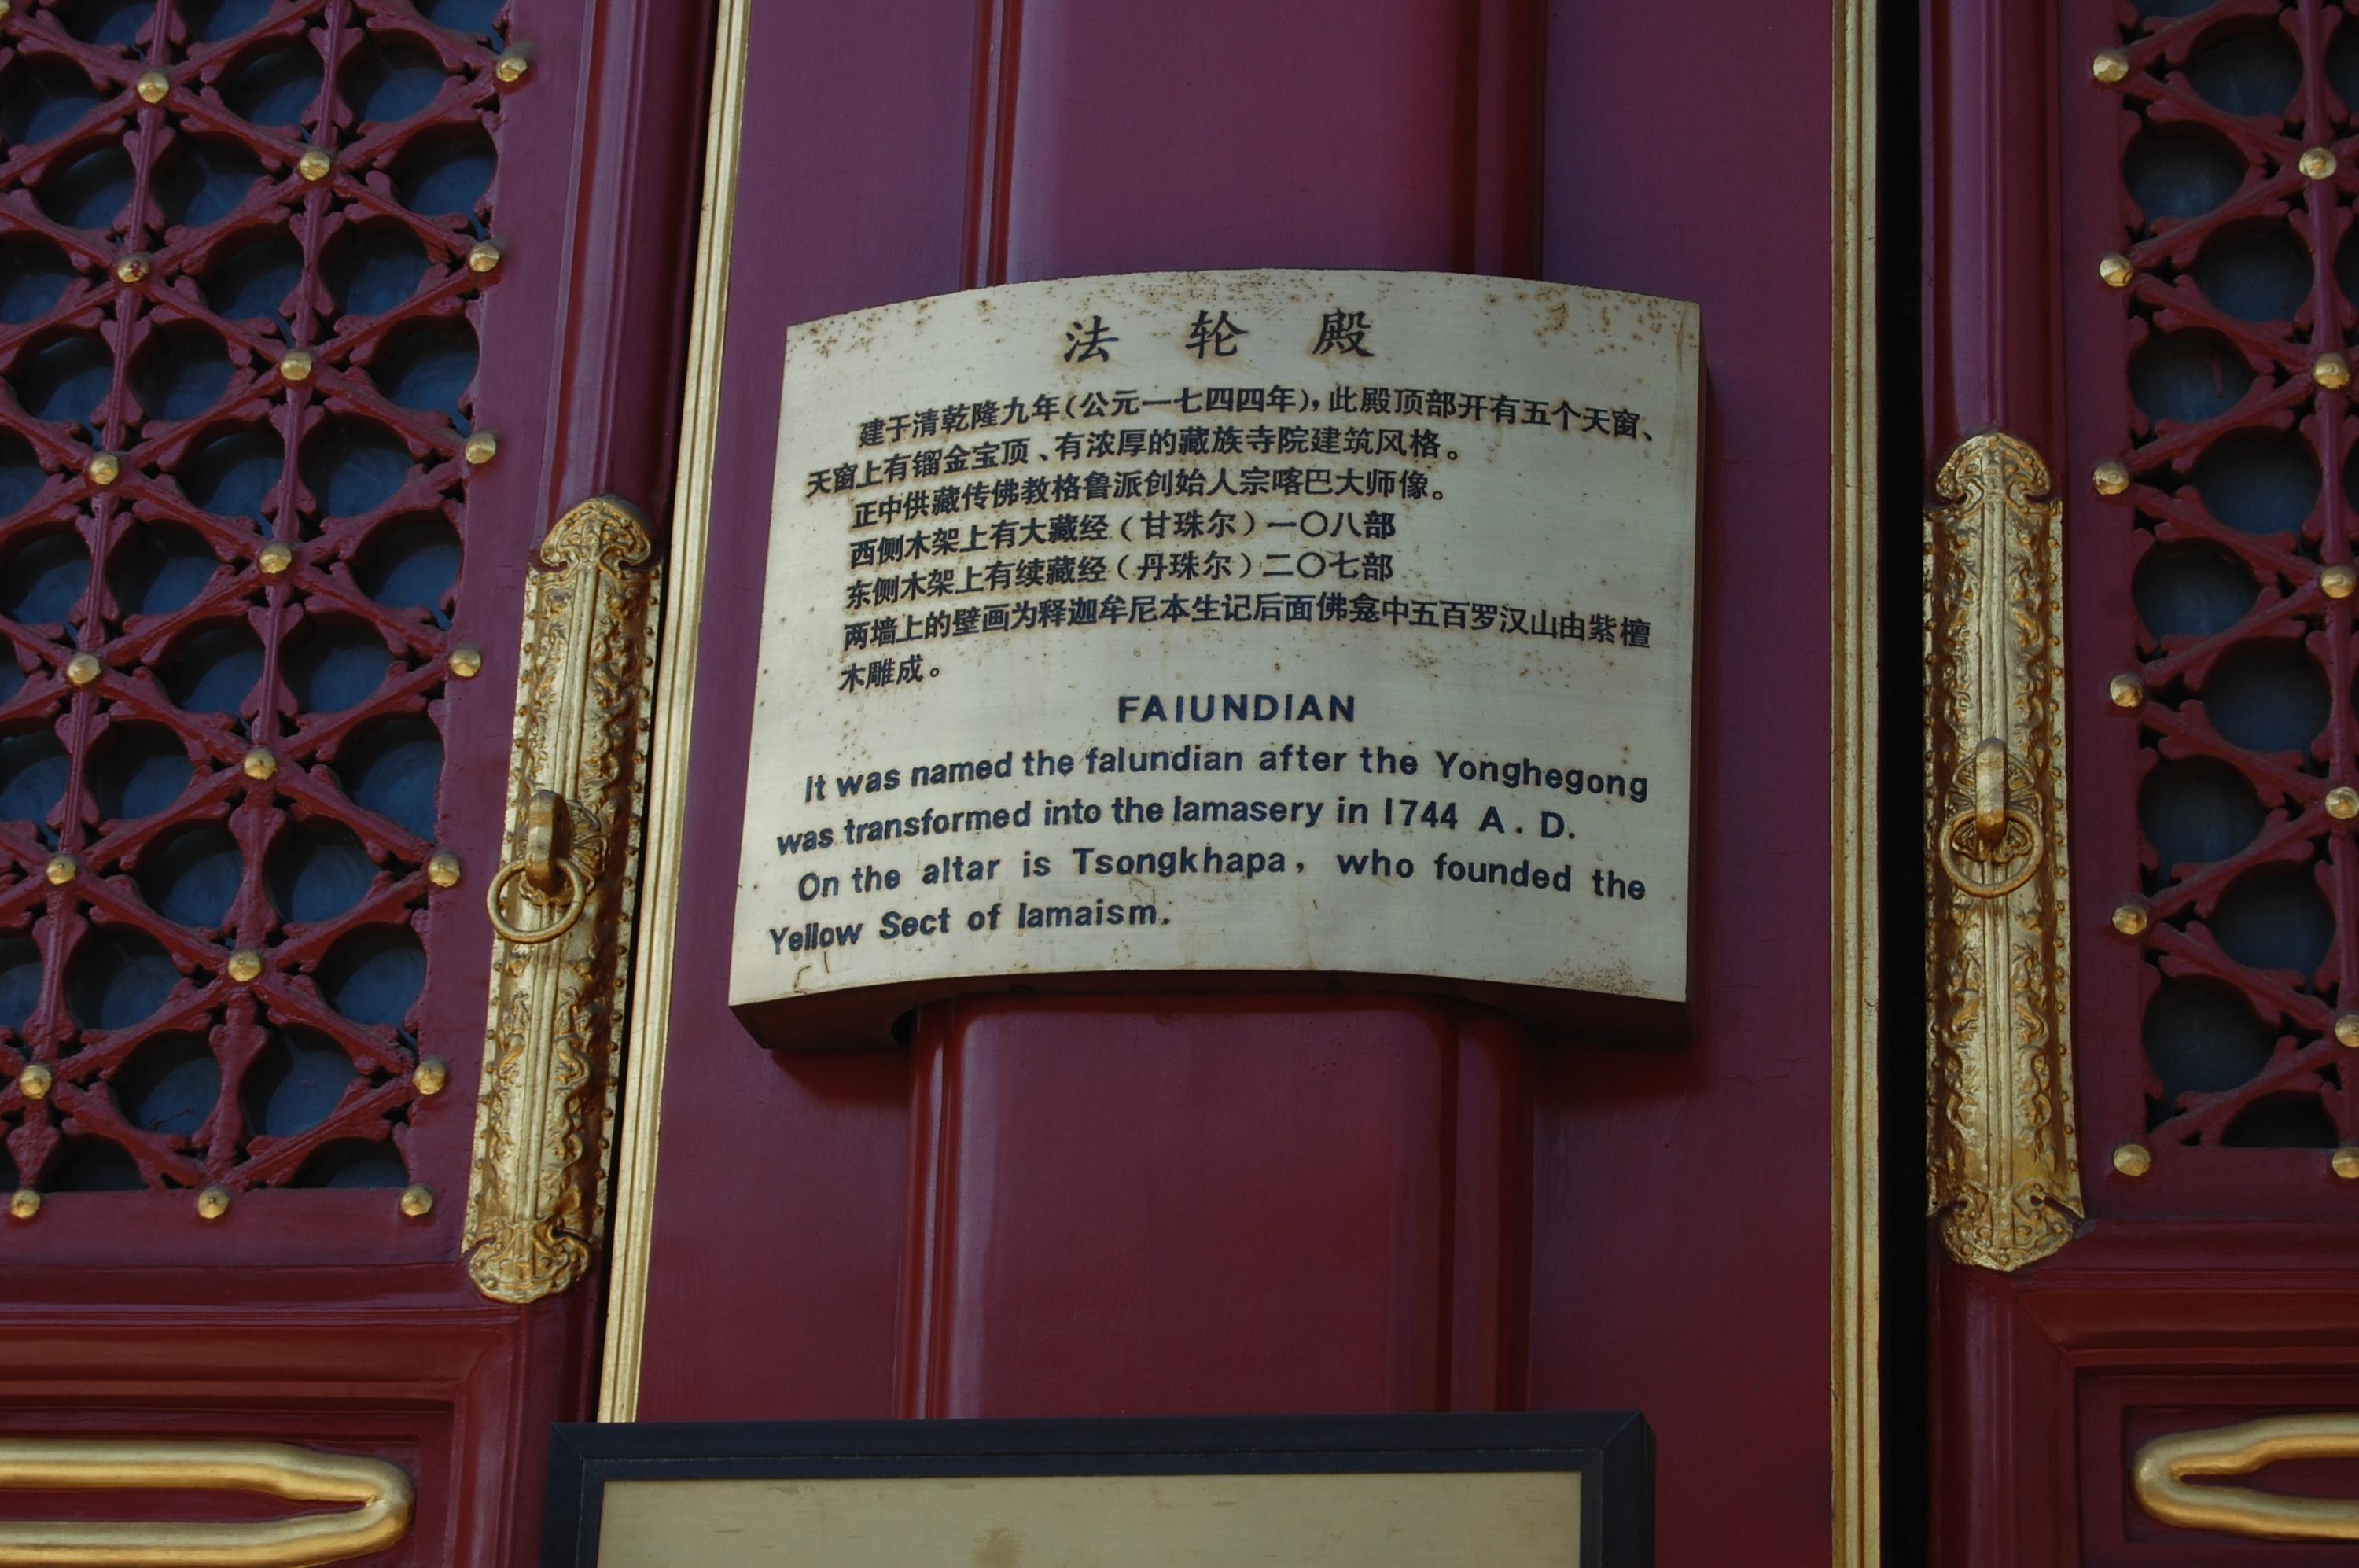 法 轮 殿
建于清乾隆九年(公元一七四四年),此殿顶部开有五个天窗、
天窗上有镏金宝顶、有浓厚的藏族寺院建筑风格。
正中供藏传佛教格鲁派创始人宗喀巴大师像。
西侧木架上有大藏经(甘珠尔)一〇八部
东侧木架上有续藏经(丹珠尔)二〇七部
两墙上的壁画为释迦牟尼本生记后面佛龛中五百罗汉山由紫檀
木雕成。
FAIUNDIAN
It was named the falundian after the Yonghegong
was transformed into the lamasery in 1744 A. D.
On the altar is Tsongkhapa, who founded the
Yellow Sect of lamaism.